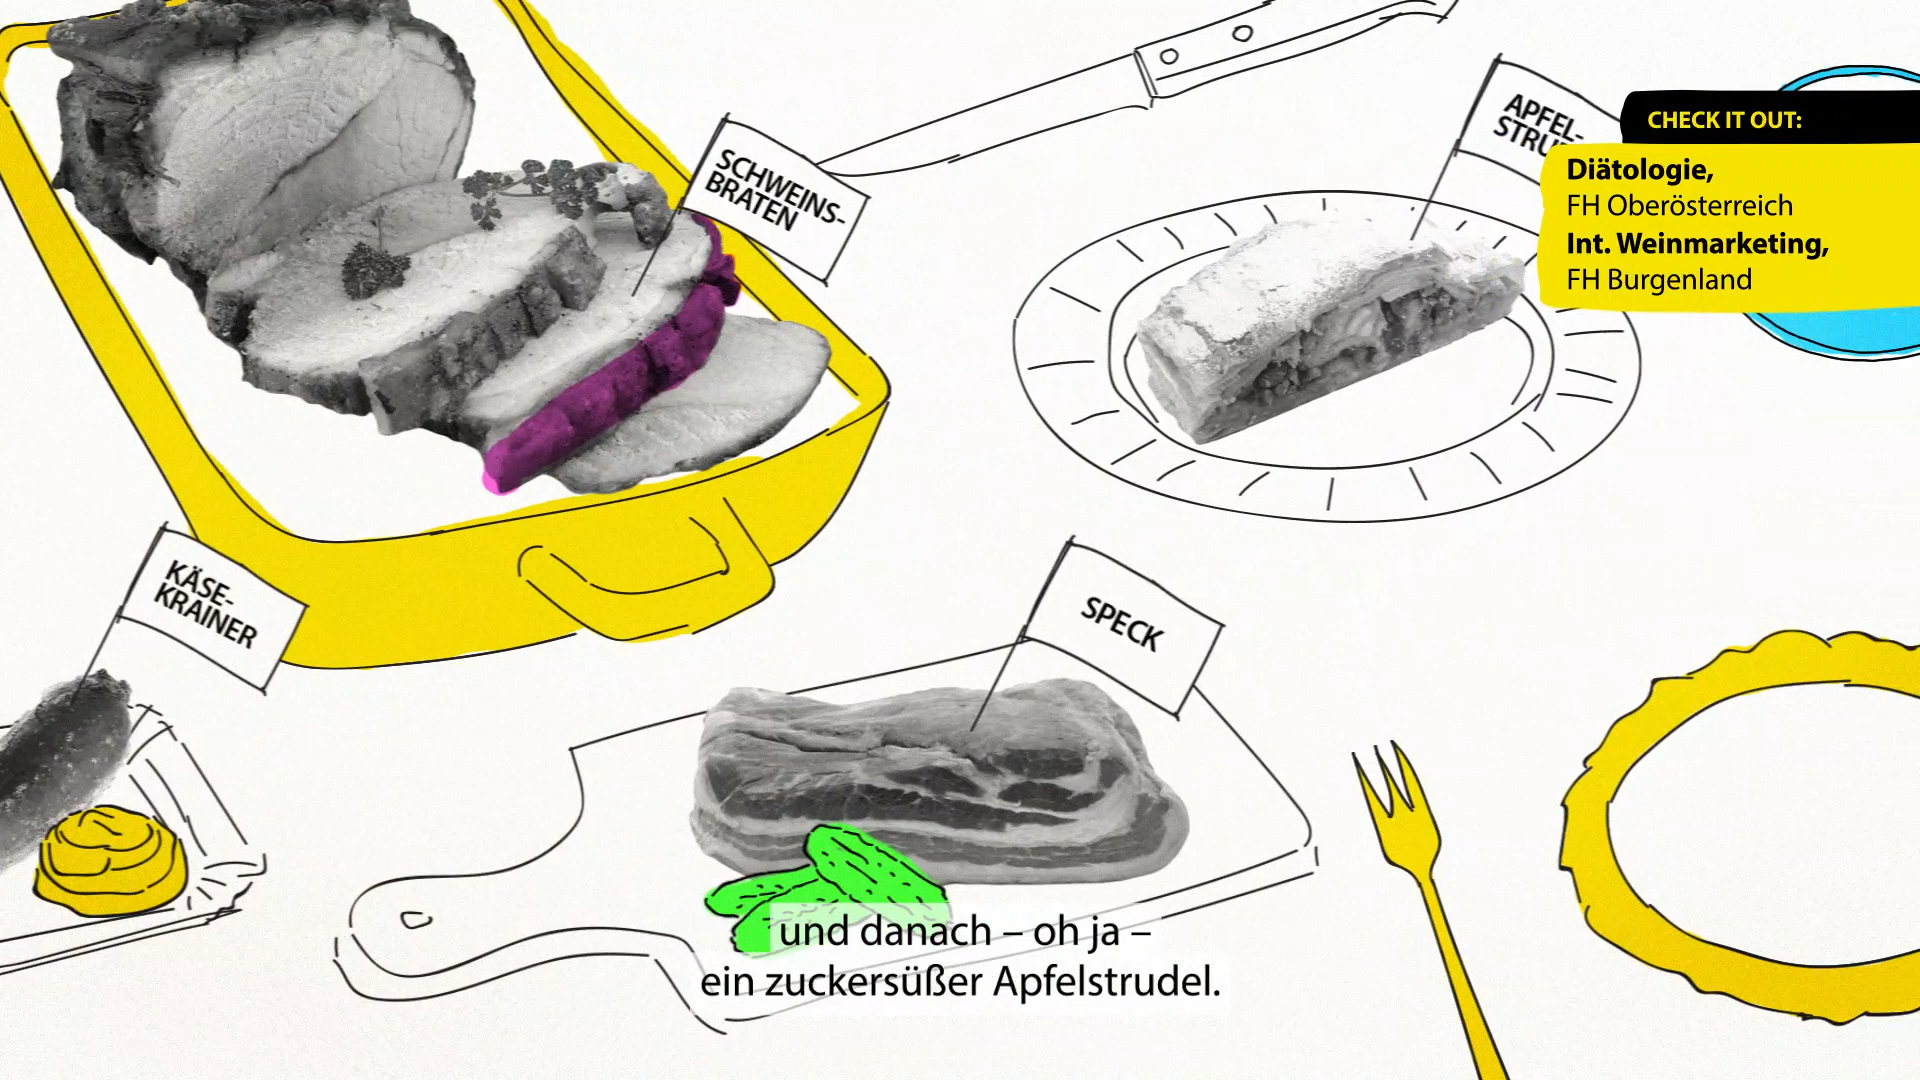 SCHWEINS-
BRATEN
APFEL-
CHECK IT OUT:
Diätologie,
FH Oberösterreich
Int. Weinmarketing,
FH Burgenland
KÄSE-
KRAINER
SPECK
und danach – oh ja –
ein zuckersüßer Apfelstrudel.